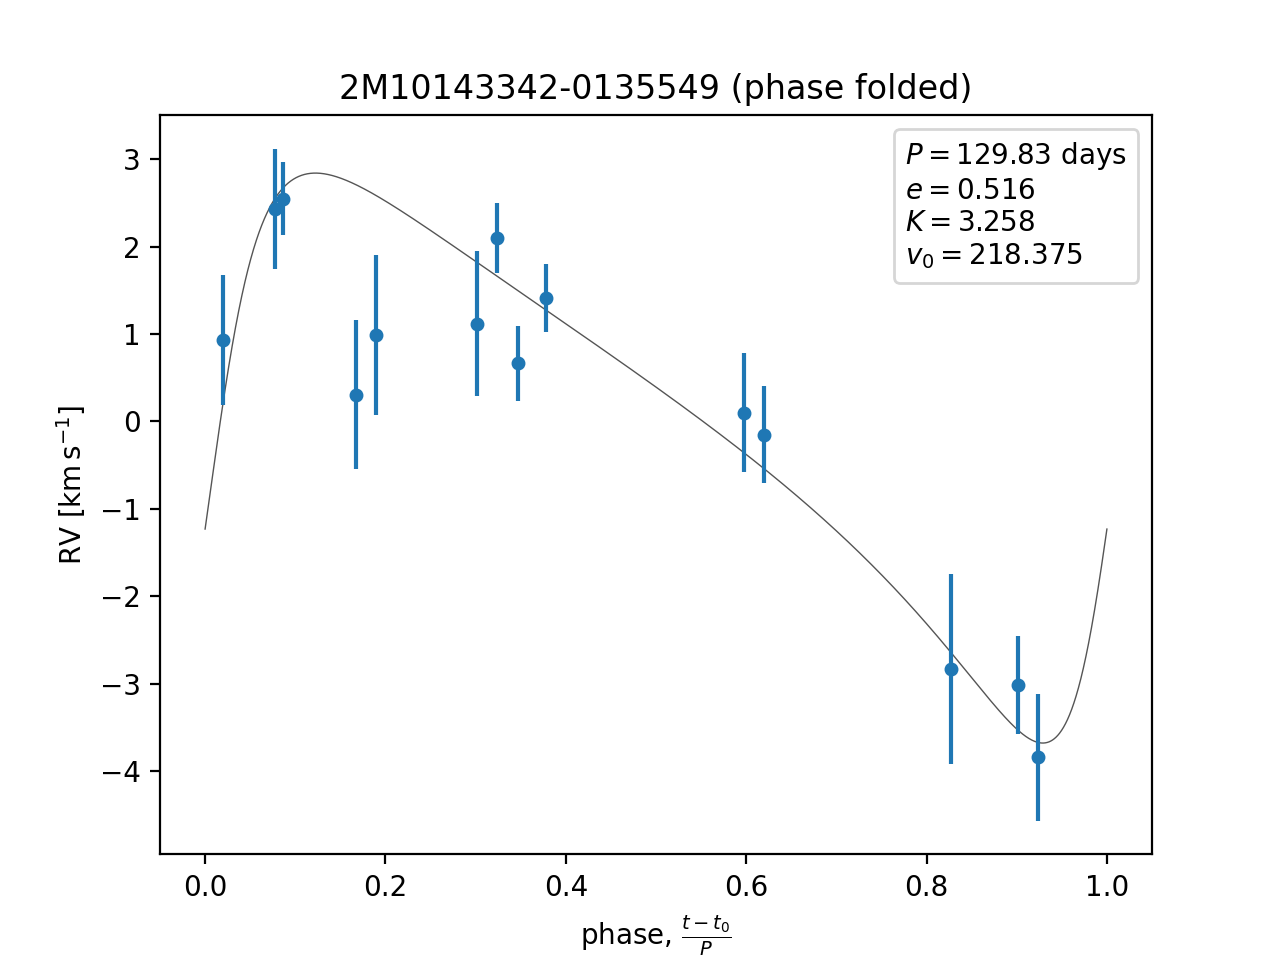 2M10143342-0135549 (phase folded)
P = 129.83 days
e = 0.516
K = 3.258
v₀ = 218.375
3
2
1
0
−1
−2
−3
−4
RV [km s⁻¹]
0.0 0.2 0.4 0.6 0.8 1.0
phase, (t − t₀)/P